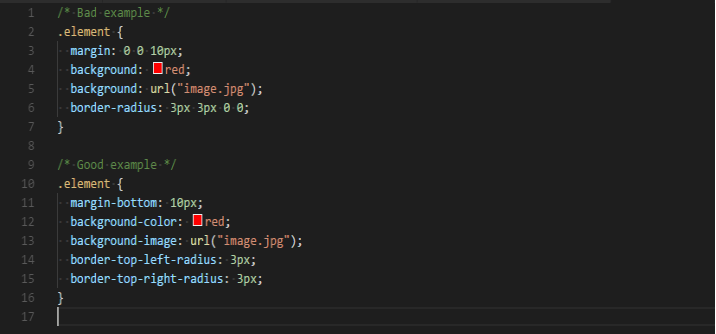 1 /* Bad example */
2 .element {
3 margin: 0 0 10px;
4 background: red;
5 background: url("image.jpg");
6 border-radius: 3px 3px 0 0;
7 }
8
9 /* Good example */
10 .element {
11 margin-bottom: 10px;
12 background-color: red;
13 background-image: url("image.jpg");
14 border-top-left-radius: 3px;
15 border-top-right-radius: 3px;
16 }
17